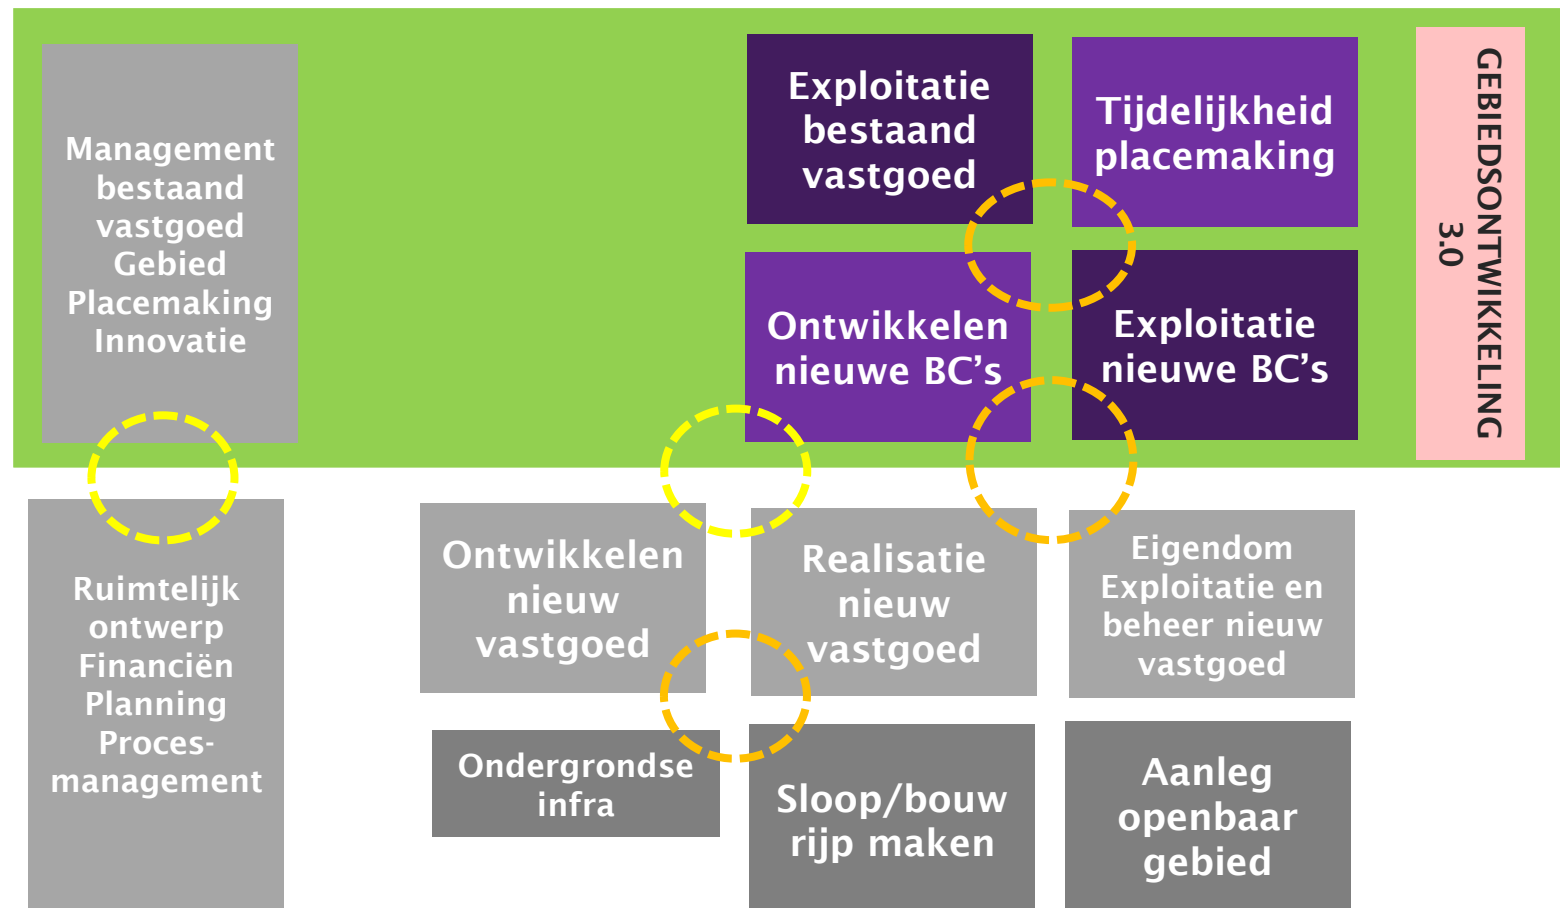 Management
bestaand
vastgoed
Gebied
Placemaking
Innovatie
Exploitatie
bestaand
vastgoed
Tijdelijkheid
placemaking
Ontwikkelen
nieuwe BC’s
Exploitatie
nieuwe BC’s
GEBIEDSONTWIKKELING
3.0
Ruimtelijk
ontwerp
Financiën
Planning
Proces-
management
Ontwikkelen
nieuw
vastgoed
Realisatie
nieuw
vastgoed
Eigendom
Exploitatie en
beheer nieuw
vastgoed
Ondergrondse
infra
Sloop/bouw
rijp maken
Aanleg
openbaar
gebied